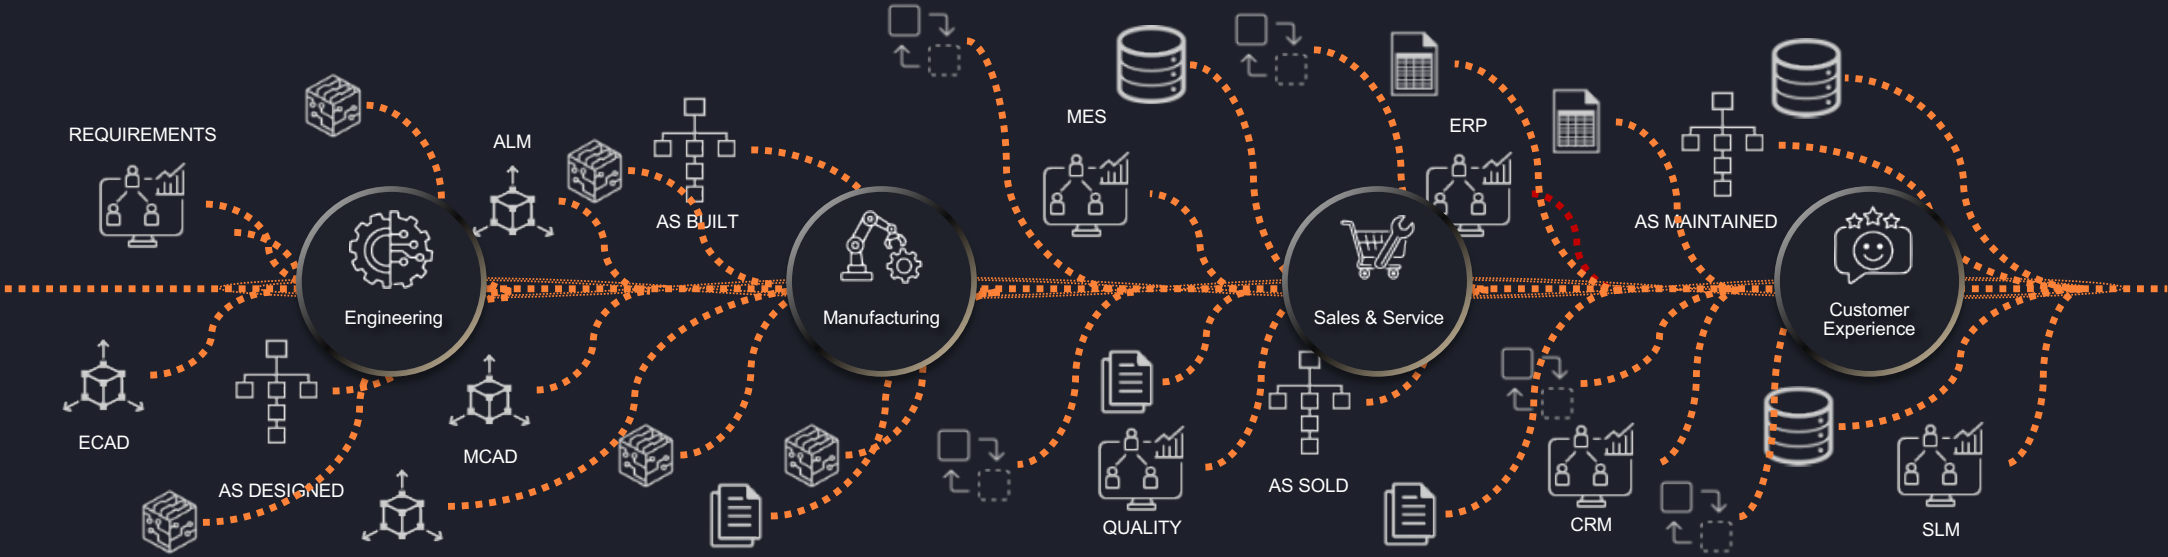 REQUIREMENTS
ALM
MES
ERP
AS BUILT
AS MAINTAINED
Engineering
Manufacturing
Sales & Service
Customer
Experience
ECAD
MCAD
AS DESIGNED
AS SOLD
QUALITY
CRM
SLM